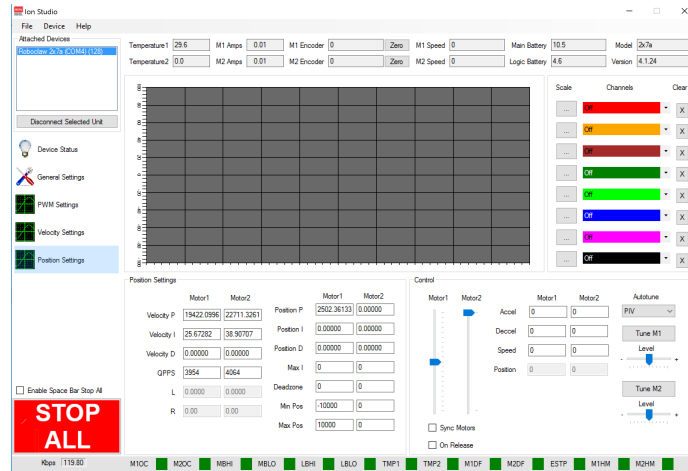 Ion Studio
File Device Help
Attached Devices
Roboclaw 2x7a (COM4) (128)
Disconnect Selected Unit
Temperature1 29.6 M1 Amps 0.01 M1 Encoder 0 Zero M1 Speed 0 Main Battery 10.5 Model 2x7a
Temperature2 0.0 M2 Amps 0.01 M2 Encoder 0 Zero M2 Speed 0 Logic Battery 4.6 Version 4.1.24
Device Status
General Settings
PWM Settings
Velocity Settings
Position Settings
Scale Channels Clear
... Off X
... Off X
... Off X
... Off X
... Off X
... Off X
... Off X
... Off X
Position Settings
Motor1 Motor2
Velocity P 19422.0996 22711.3261
Velocity I 25.67282 38.90707
Velocity D 0.00000 0.00000
QPPS 3954 4064
L 0.0000 0.0000
R 0.00 0.00
Motor1 Motor2
Position P 2502.36133 0.00000
Position I 0.00000 0.00000
Position D 0.00000 0.00000
Max I 0 0
Deadzone 0 0
Min Pos -10000 0
Max Pos 10000 0
Control
Motor1 Motor2
Sync Motors
On Release
Motor1 Motor2
Accel 0 0
Deccel 0 0
Speed 0 0
Position 0 0
Autotune
PIV
Tune M1
Level
- +
Tune M2
Level
- +
Enable Space Bar Stop All
STOP
ALL
Kbps 119.80 M1OC M2OC MBHI MBLO LBHI LBLO TMP1 TMP2 M1DF M2DF ESTP M1HM M2HM